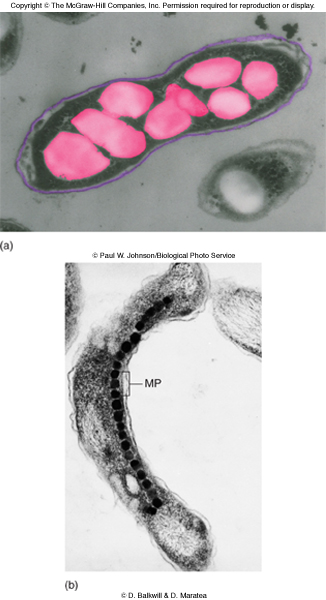 Copyright © The McGraw-Hill Companies, Inc. Permission required for reproduction or display.
(a)
© Paul W. Johnson/Biological Photo Service
MP
(b)
© D. Balkwill & D. Maratea